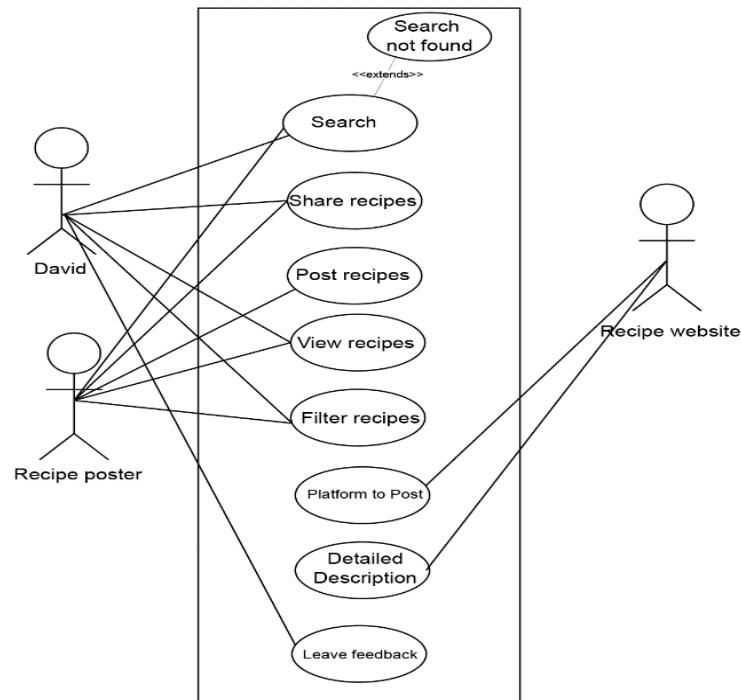 Search
not found
<<extends>>
Search
Share recipes
David
Post recipes
Recipe website
View recipes
Filter recipes
Recipe poster
Platform to Post
Detailed
Description
Leave feedback